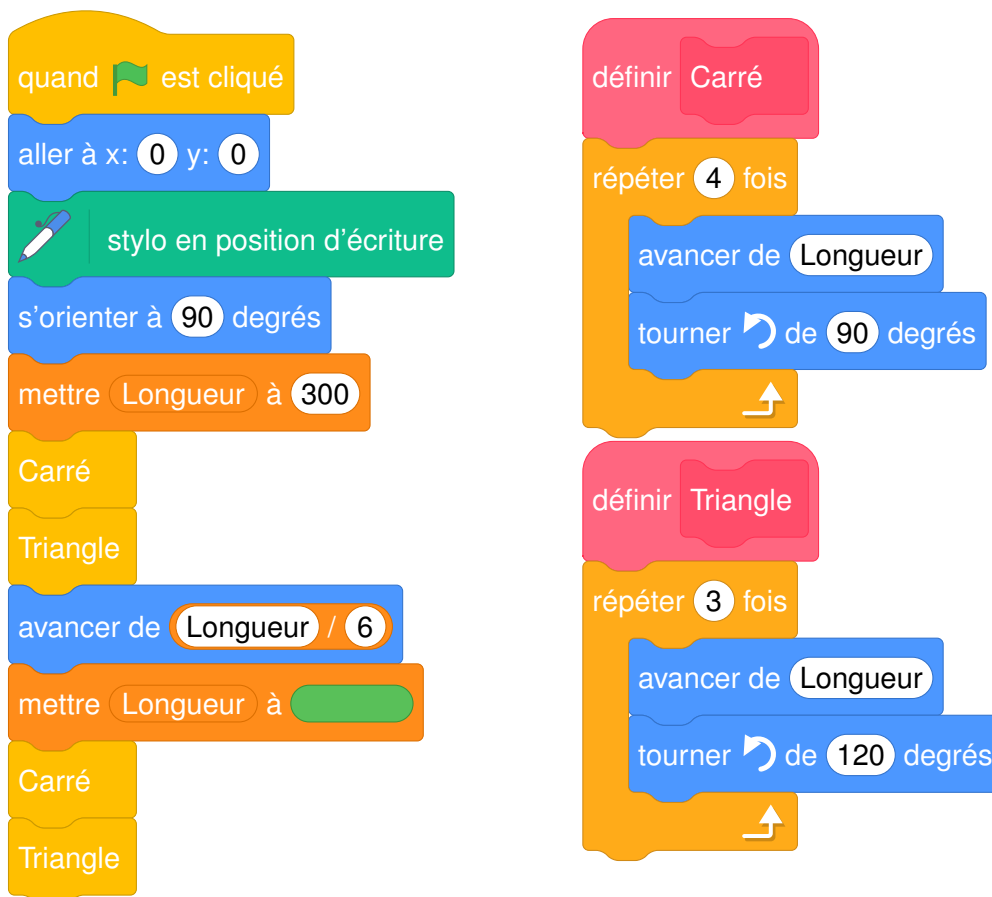 quand est cliqué
aller à x: 0 y: 0
stylo en position d'écriture
s'orienter à 90 degrés
mettre Longueur à 300
Carré
Triangle
avancer de Longueur / 6
mettre Longueur à
Carré
Triangle
définir Carré
répéter 4 fois
avancer de Longueur
tourner de 90 degrés
définir Triangle
répéter 3 fois
avancer de Longueur
tourner de 120 degrés